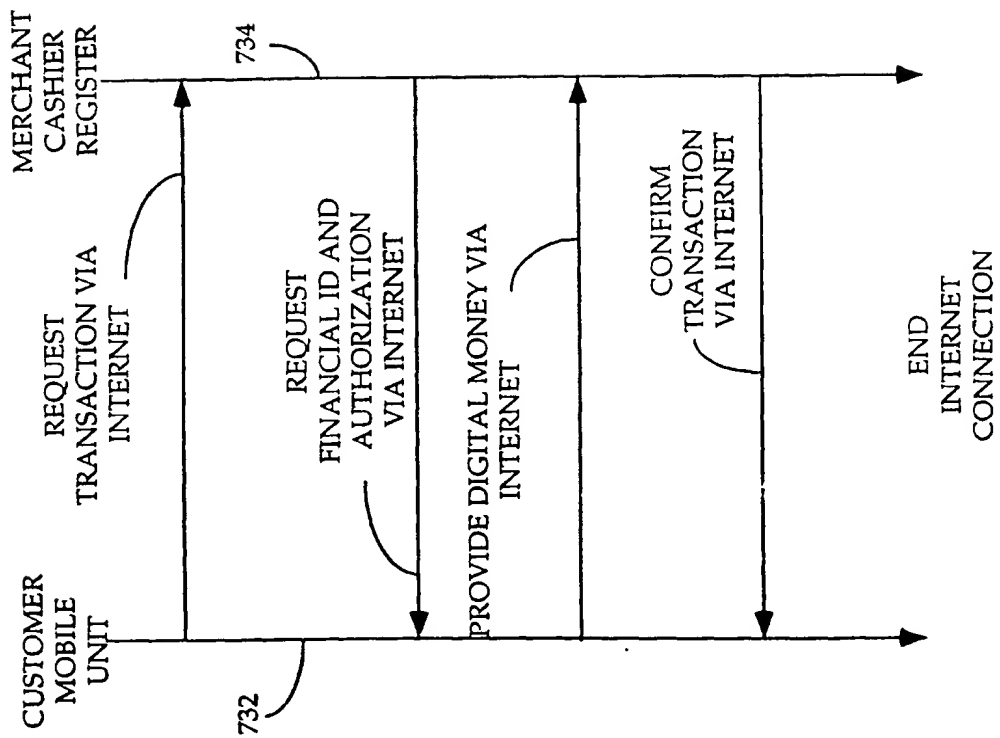 CUSTOMER
MOBILE
UNIT
MERCHANT
CASHIER
REGISTER
732
734
REQUEST
TRANSACTION VIA
INTERNET
REQUEST
FINANCIAL ID AND
AUTHORIZATION
VIA INTERNET
PROVIDE DIGITAL MONEY VIA
INTERNET
CONFIRM
TRANSACTION
VIA INTERNET
END
INTERNET
CONNECTION